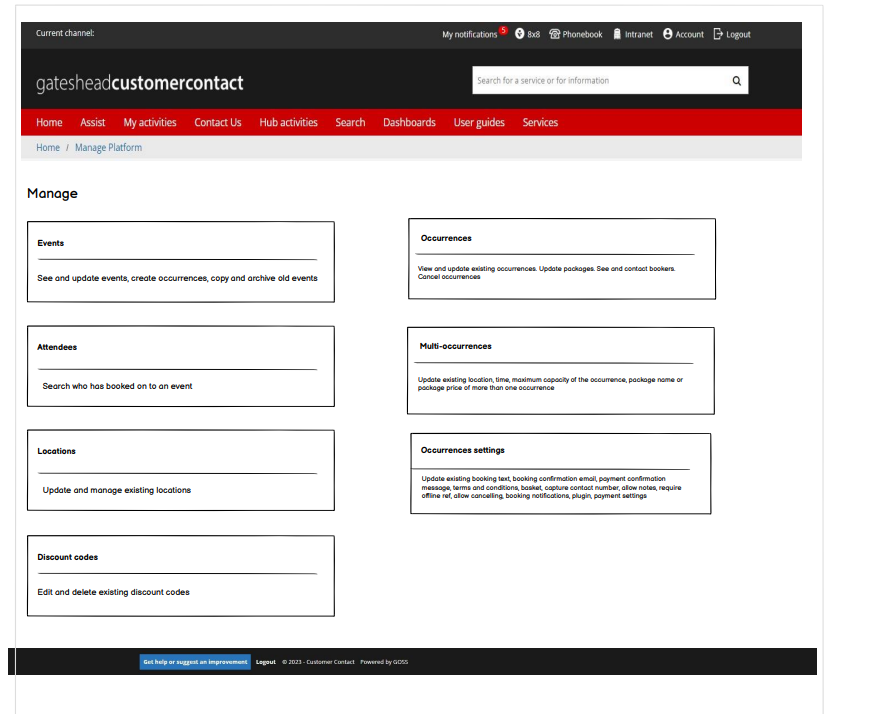 Current channel:
My notifications 5 8x8 Phonebook Intranet Account Logout
gatesheadcustomercontact
Search for a service or for information
Home Assist My activities Contact Us Hub activities Search Dashboards User guides Services
Home / Manage Platform
Manage
Events
See and update events, create occurrences, copy and archive old events
Occurrences
View and update existing occurrences. Update packages. See and contact bookers.
Cancel occurrences
Attendees
Search who has booked on to an event
Multi-occurrences
Update existing location, time, maximum capacity of the occurrence, package name or
package price of more than one occurrence
Locations
Update and manage existing locations
Occurrences settings
Update existing booking text, booking confirmation email, payment confirmation
message, terms and conditions, basket, capture contact number, allow notes, require
offline ref, allow cancelling, booking notifications, plugin, payment settings
Discount codes
Edit and delete existing discount codes
Get help or suggest an improvement Logout © 2023 - Customer Contact Powered by GOSS